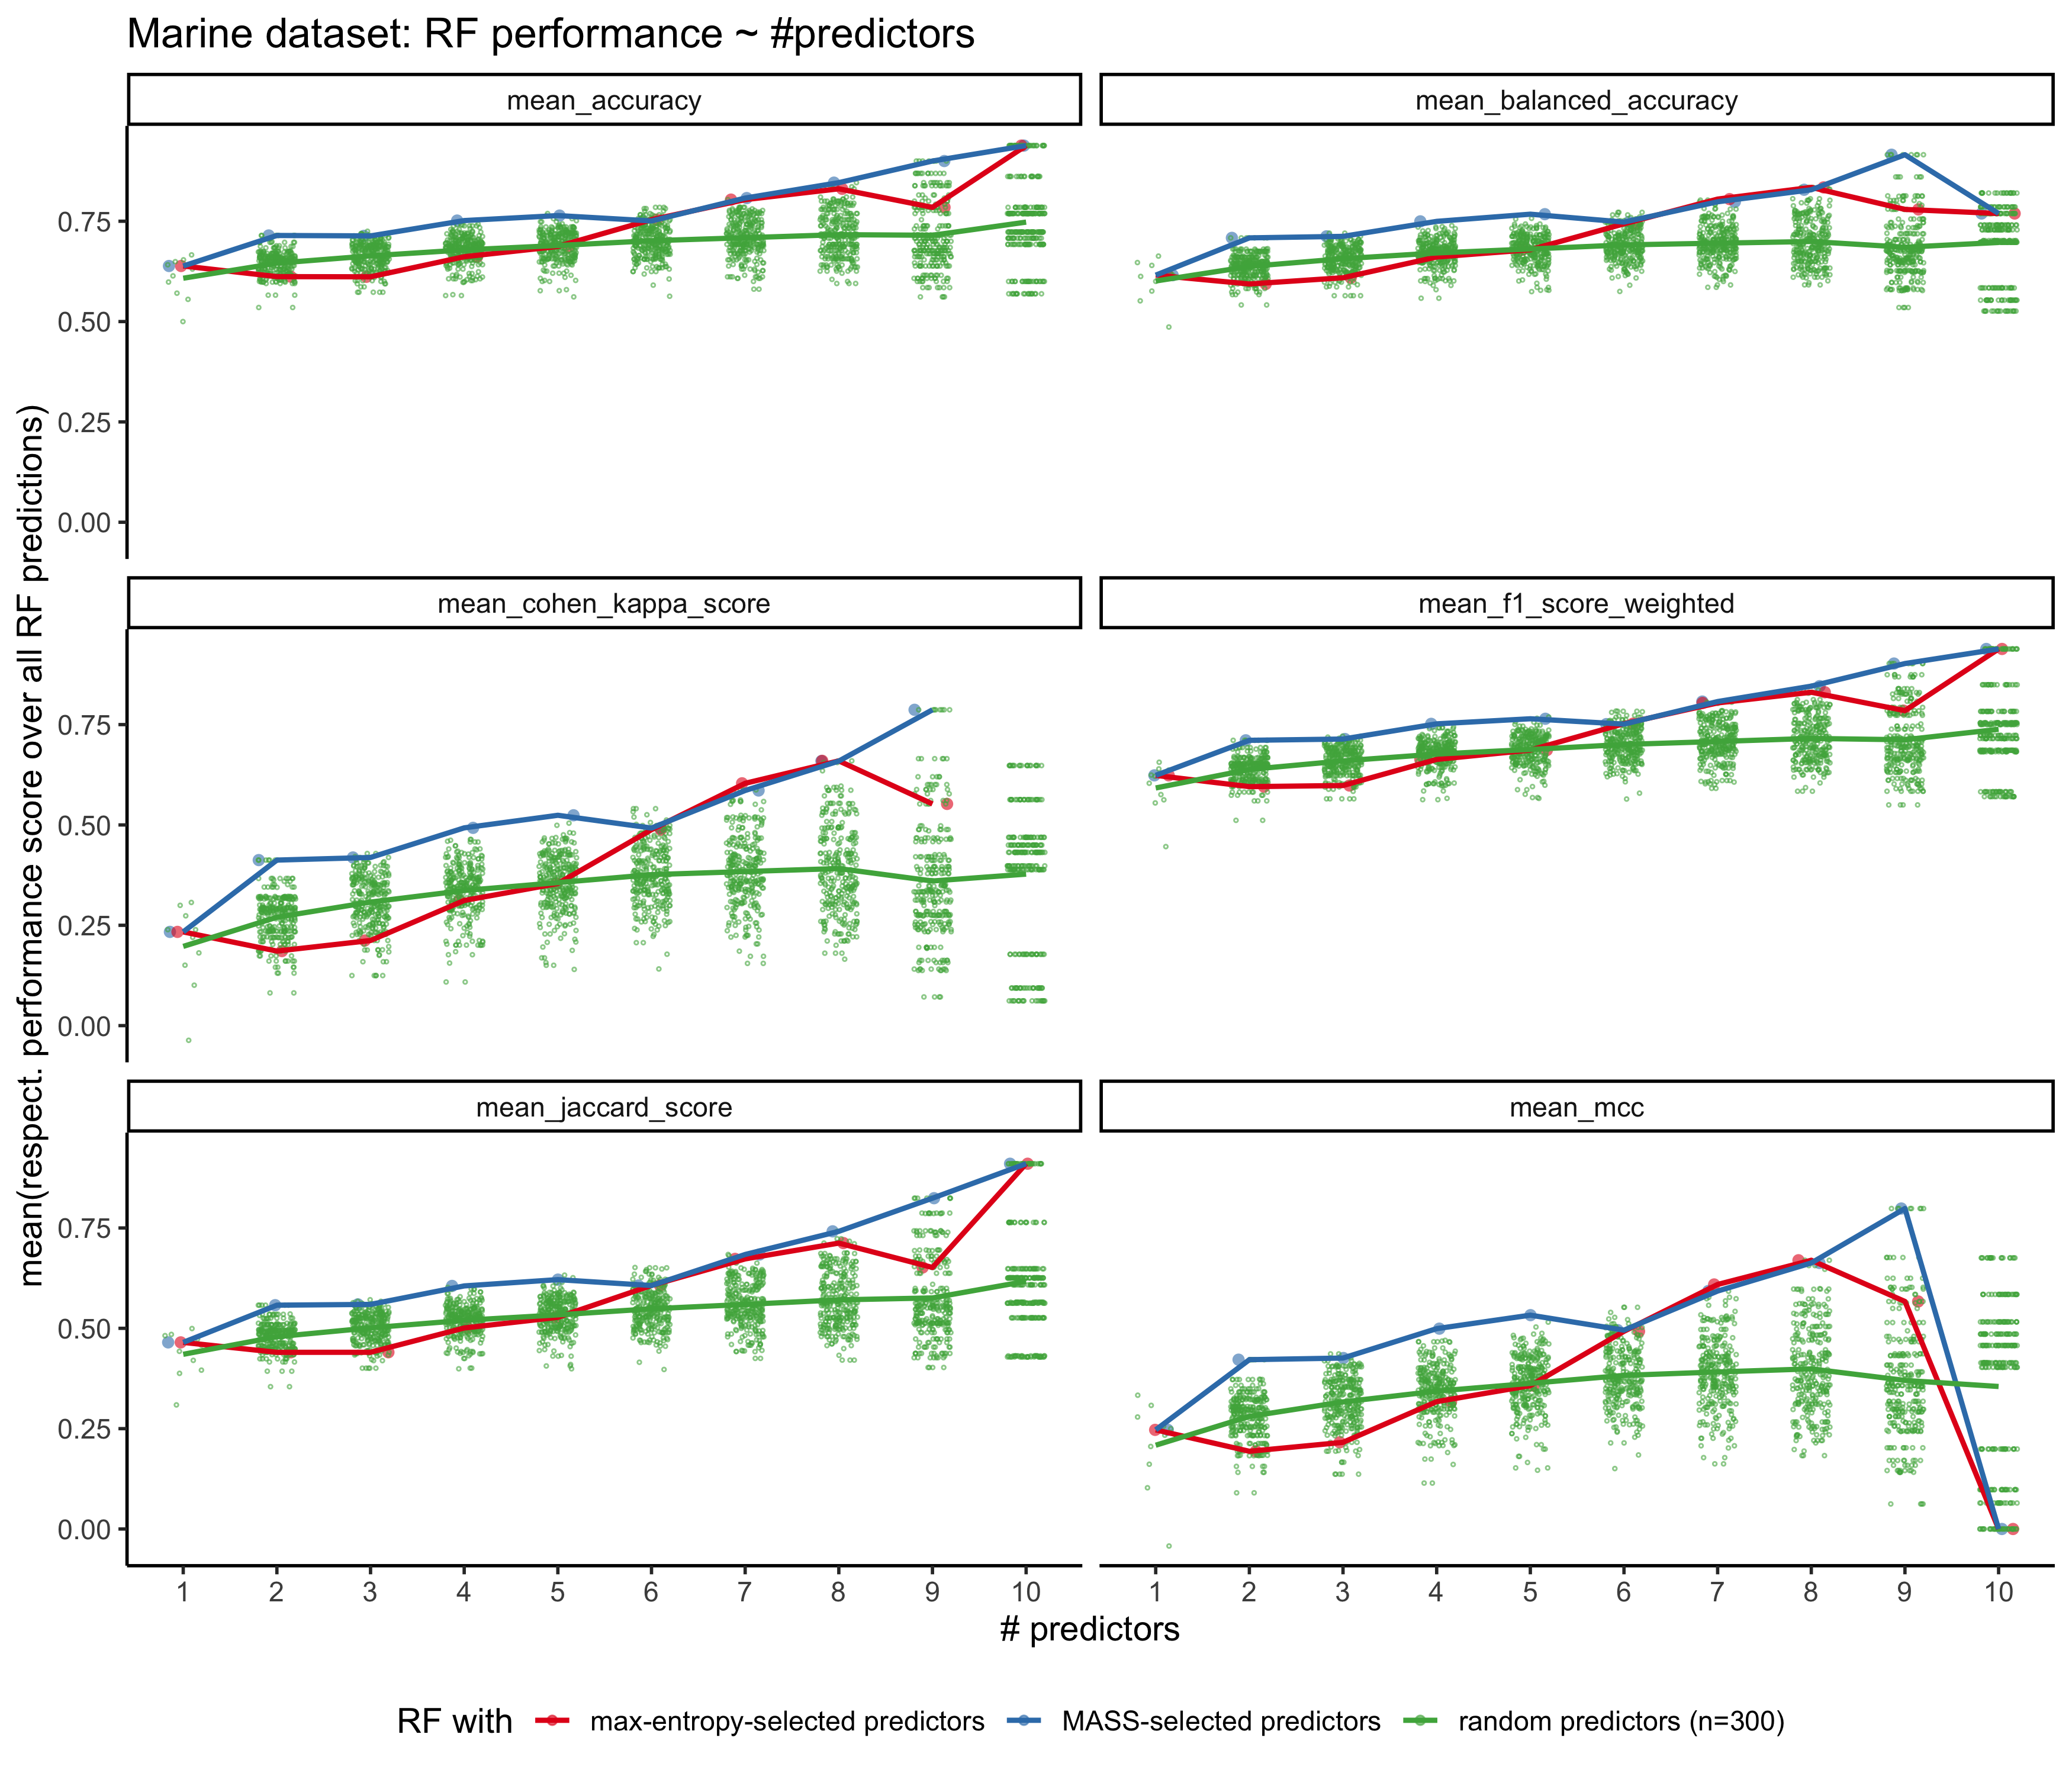 Marine dataset: RF performance ~ #predictors
mean_accuracy
mean_balanced_accuracy
0.75
0.50
0.25
0.00
mean(respect. performance score over all RF predictions)
mean_cohen_kappa_score
mean_f1_score_weighted
0.75
0.50
0.25
0.00
mean_jaccard_score
mean_mcc
0.75
0.50
0.25
0.00
1 2 3 4 5 6 7 8 9 10
1 2 3 4 5 6 7 8 9 10
# predictors
RF with max-entropy-selected predictors MASS-selected predictors random predictors (n=300)